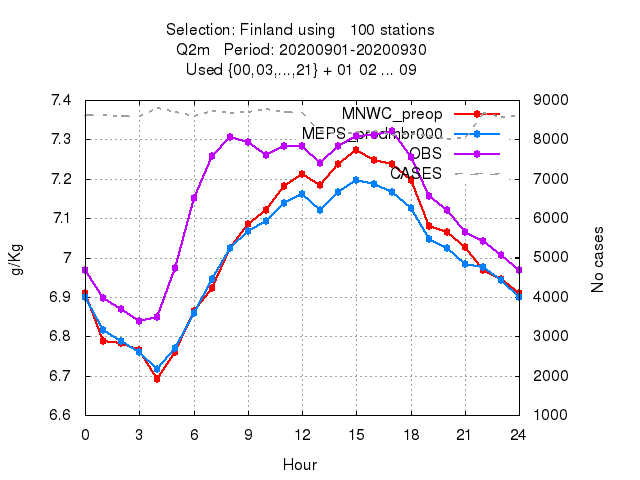 Selection: Finland using   100 stations
Q2m   Period: 20200901-20200930
Used {00,03,...,21} + 01 02 ... 09
7.4
7.3
7.2
7.1
7
6.9
6.8
6.7
6.6
9000
8000
7000
6000
5000
4000
3000
2000
1000
g/Kg
No cases
MNWC_preop
MEPS_prodmbr000
OBS
CASES
0 3 6 9 12 15 18 21 24
Hour